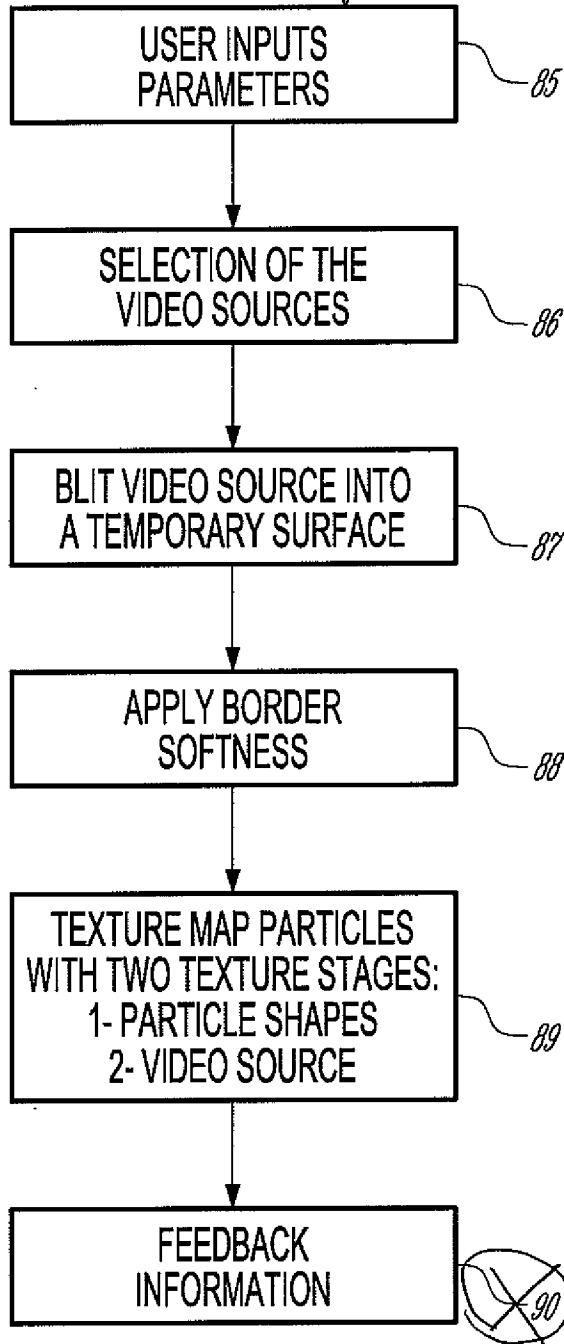 USER INPUTS
PARAMETERS
85
SELECTION OF THE
VIDEO SOURCES
86
BLIT VIDEO SOURCE INTO
A TEMPORARY SURFACE
87
APPLY BORDER
SOFTNESS
88
TEXTURE MAP PARTICLES
WITH TWO TEXTURE STAGES:
1- PARTICLE SHAPES
2- VIDEO SOURCE
89
FEEDBACK
INFORMATION
90